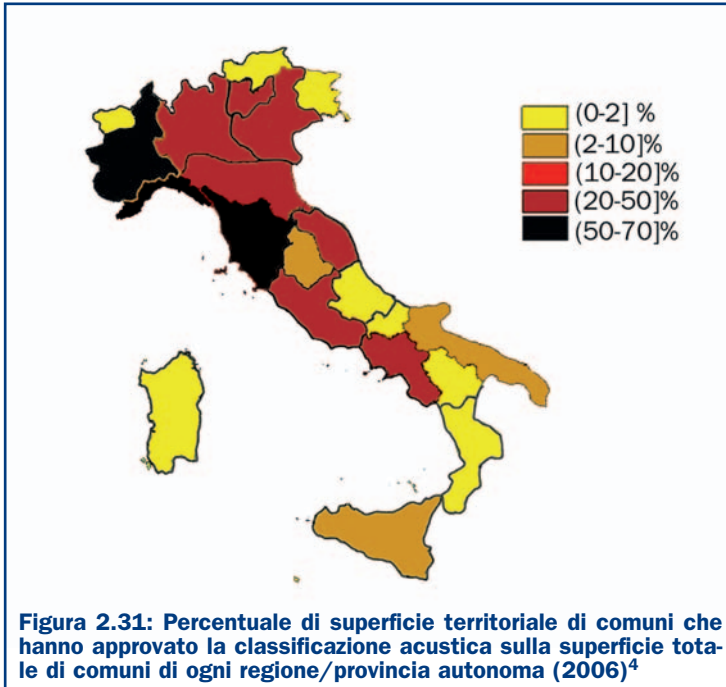 (0-2] %
(2-10]%
(10-20]%
(20-50]%
(50-70]%
Figura 2.31: Percentuale di superficie territoriale di comuni che
hanno approvato la classificazione acustica sulla superficie tota-
le di comuni di ogni regione/provincia autonoma (2006)4